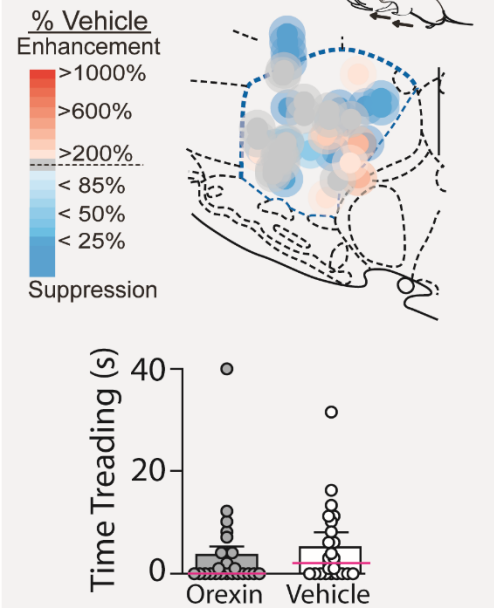 % Vehicle
Enhancement
>1000%
>600%
>200%
< 85%
< 50%
< 25%
Suppression
Time Treading (s)
40
20
0
Orexin
Vehicle